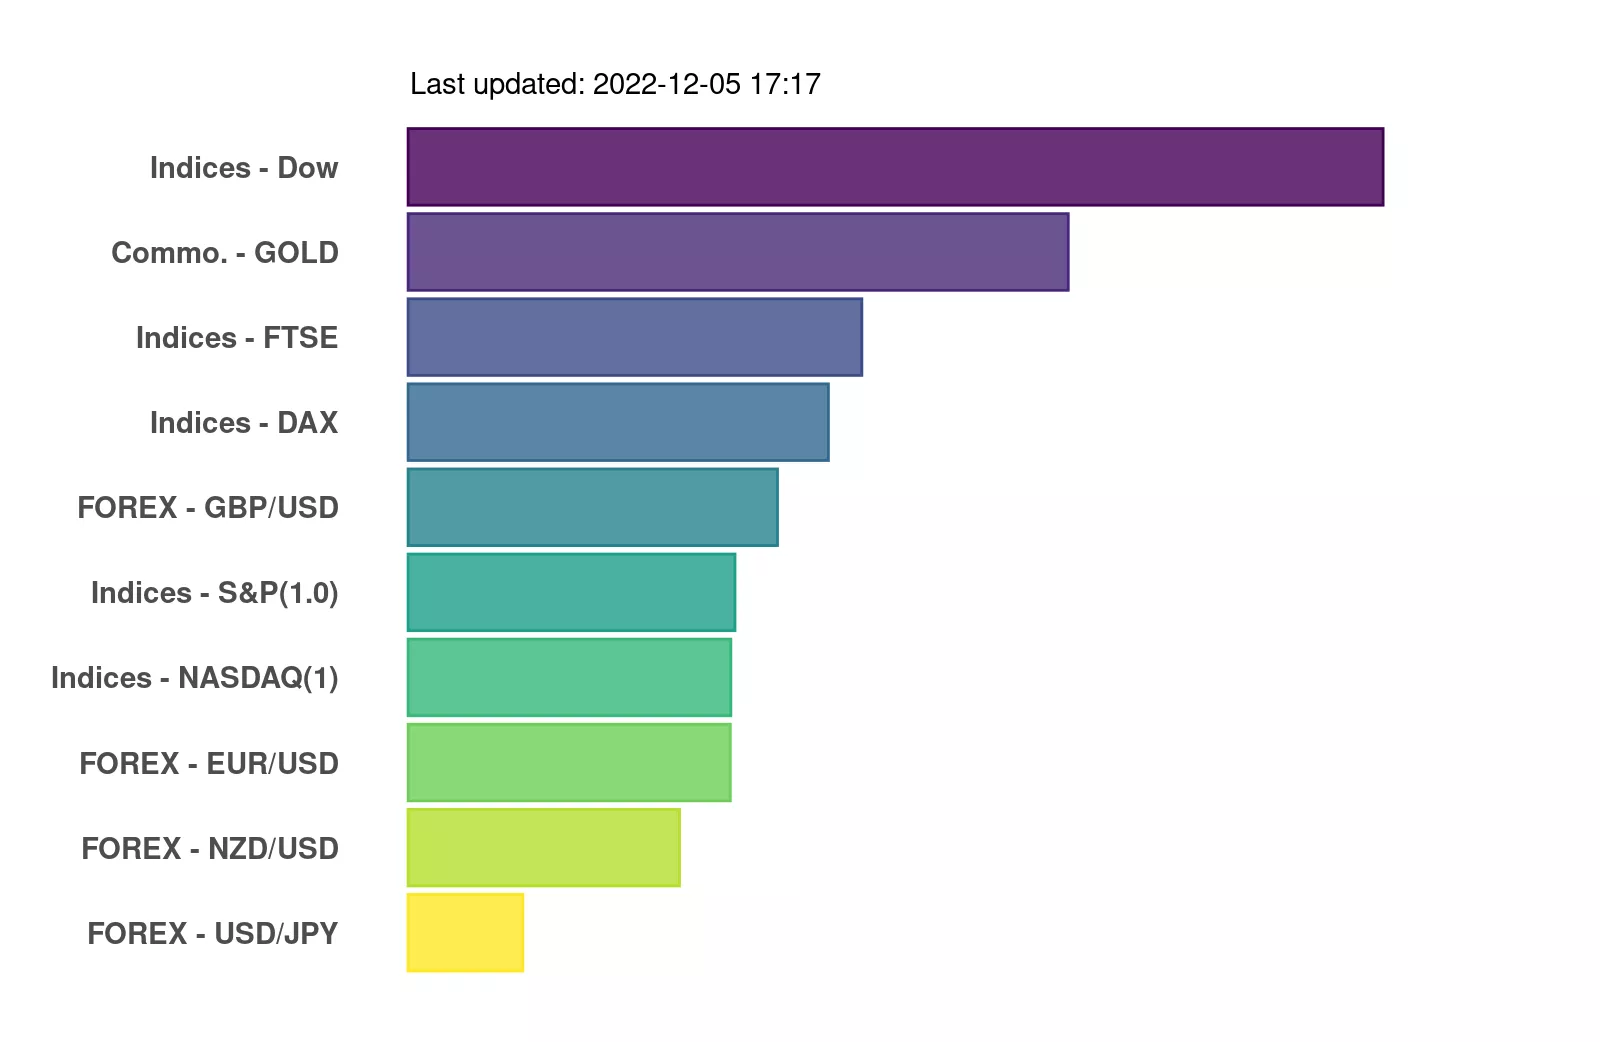 Last updated: 2022-12-05 17:17
Indices - Dow
Commo. - GOLD
Indices - FTSE
Indices - DAX
FOREX - GBP/USD
Indices - S&P(1.0)
Indices - NASDAQ(1)
FOREX - EUR/USD
FOREX - NZD/USD
FOREX - USD/JPY